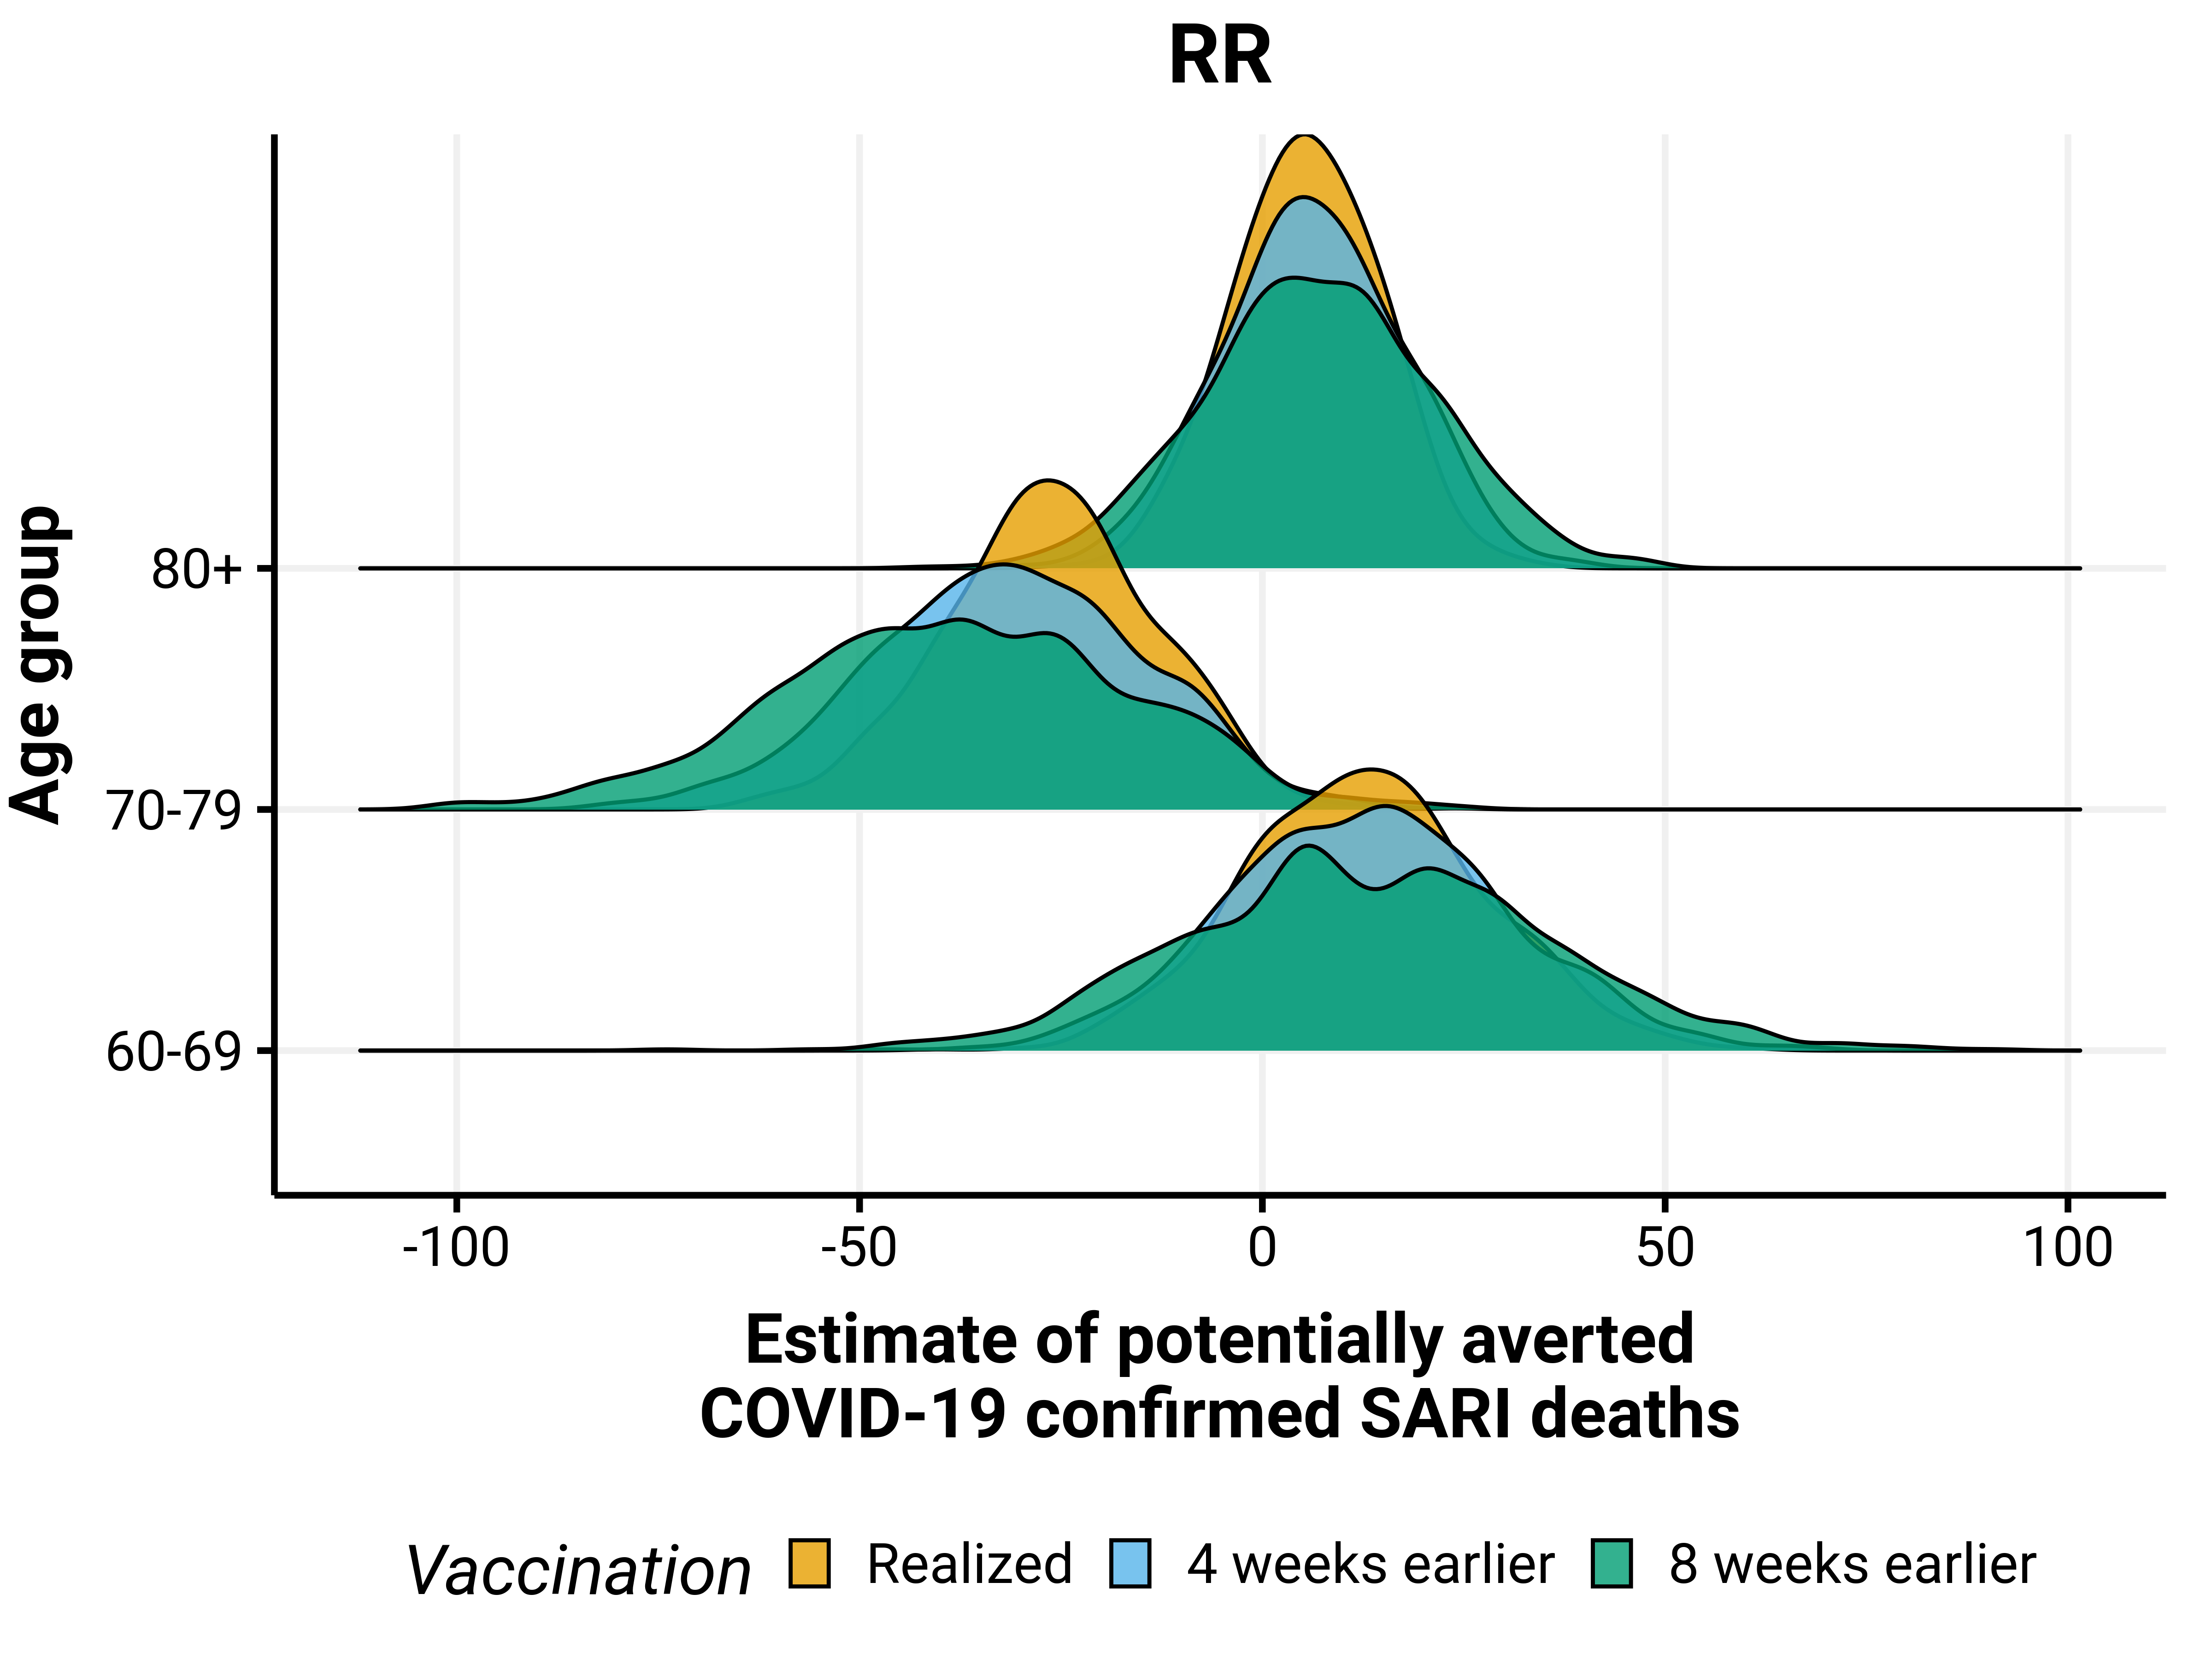 RR
Age group
80+
70-79
60-69
-100 -50 0 50 100
Estimate of potentially averted
COVID-19 confirmed SARI deaths
Vaccination Realized 4 weeks earlier 8 weeks earlier